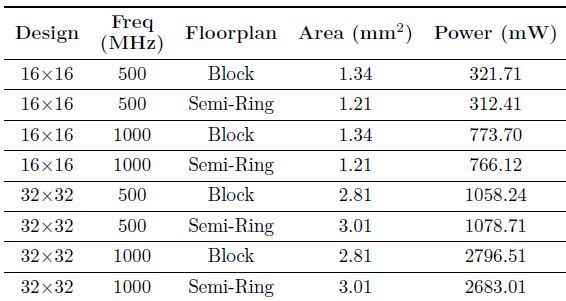 Design Freq (MHz) Floorplan Area (mm²) Power (mW)
16×16 500 Block 1.34 321.71
16×16 500 Semi-Ring 1.21 312.41
16×16 1000 Block 1.34 773.70
16×16 1000 Semi-Ring 1.21 766.12
32×32 500 Block 2.81 1058.24
32×32 500 Semi-Ring 3.01 1078.71
32×32 1000 Block 2.81 2796.51
32×32 1000 Semi-Ring 3.01 2683.01